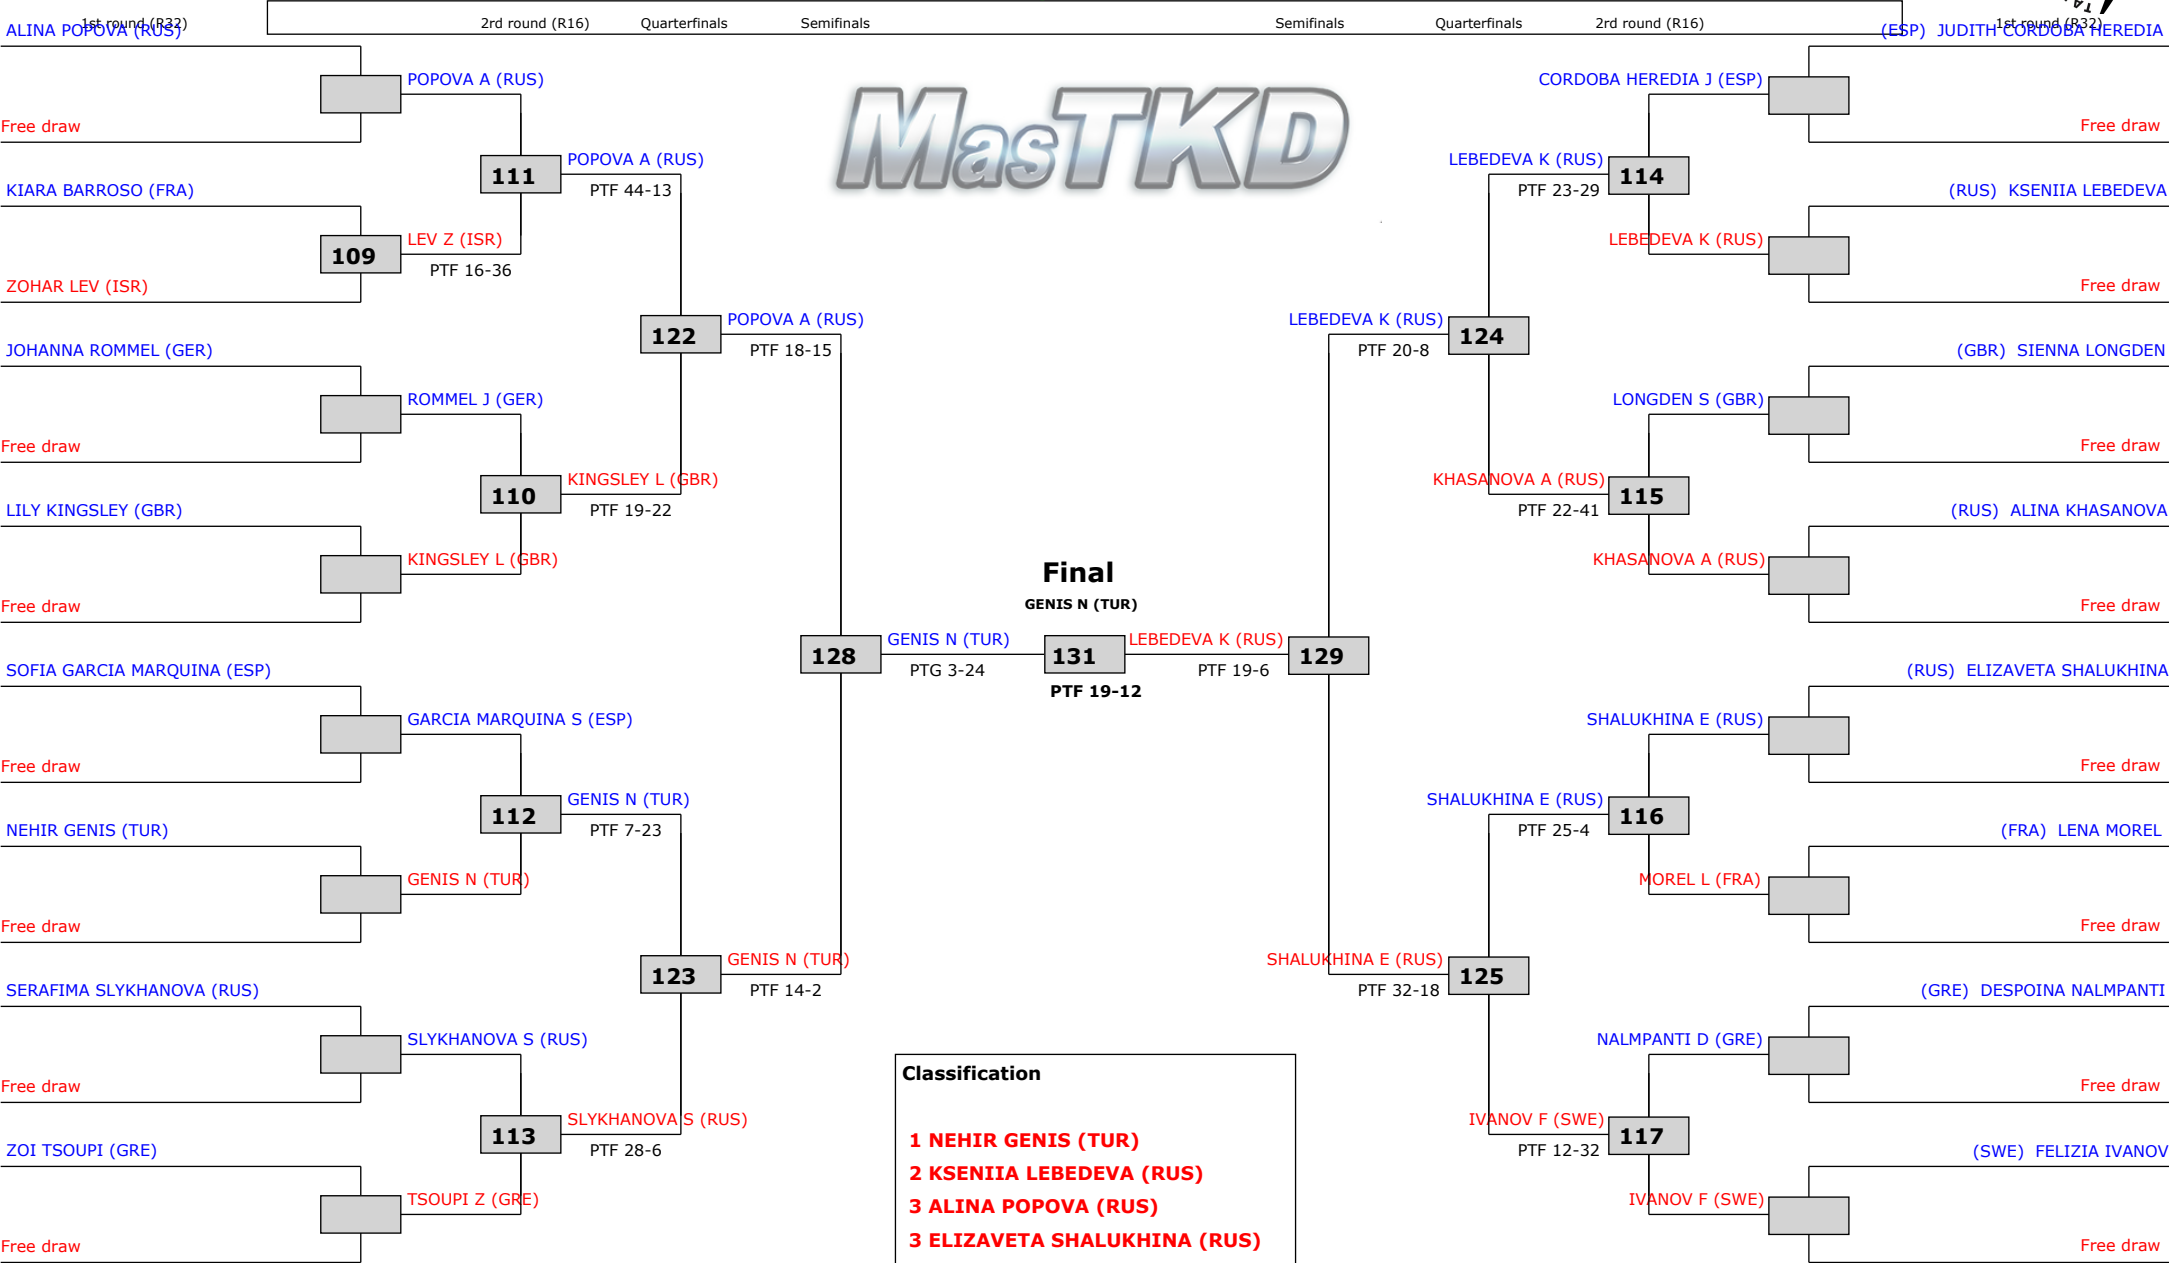 1st round (R32)
2rd round (R16)
Quarterfinals
Semifinals
Semifinals
Quarterfinals
2rd round (R16)
1st round (R32)
MasTKD
ALINA POPOVA (RUS)
Free draw
KIARA BARROSO (FRA)
ZOHAR LEV (ISR)
JOHANNA ROMMEL (GER)
Free draw
LILY KINGSLEY (GBR)
Free draw
SOFIA GARCIA MARQUINA (ESP)
Free draw
NEHIR GENIS (TUR)
Free draw
SERAFIMA SLYKHANOVA (RUS)
Free draw
ZOI TSOUPI (GRE)
Free draw
POPOVA A (RUS)
109
LEV Z (ISR)
PTF 16-36
ROMMEL J (GER)
KINGSLEY L (GBR)
GARCIA MARQUINA S (ESP)
GENIS N (TUR)
SLYKHANOVA S (RUS)
TSOUPI Z (GRE)
111
POPOVA A (RUS)
PTF 44-13
110
KINGSLEY L (GBR)
PTF 19-22
112
GENIS N (TUR)
PTF 7-23
113
SLYKHANOVA S (RUS)
PTF 28-6
122
POPOVA A (RUS)
PTF 18-15
123
GENIS N (TUR)
PTF 14-2
128
GENIS N (TUR)
PTG 3-24
Final
GENIS N (TUR)
131
PTF 19-12
LEBEDEVA K (RUS)
PTF 19-6
129
LEBEDEVA K (RUS)
PTF 20-8
124
SHALUKHINA E (RUS)
PTF 32-18
125
LEBEDEVA K (RUS)
PTF 23-29
114
KHASANOVA A (RUS)
PTF 22-41
115
SHALUKHINA E (RUS)
PTF 25-4
116
IVANOV F (SWE)
PTF 12-32
117
CORDOBA HEREDIA J (ESP)
LEBEDEVA K (RUS)
LONGDEN S (GBR)
KHASANOVA A (RUS)
SHALUKHINA E (RUS)
MOREL L (FRA)
NALMPANTI D (GRE)
IVANOV F (SWE)
(ESP) JUDITH CORDOBA HEREDIA
Free draw
(RUS) KSENIIA LEBEDEVA
Free draw
(GBR) SIENNA LONGDEN
Free draw
(RUS) ALINA KHASANOVA
Free draw
(RUS) ELIZAVETA SHALUKHINA
Free draw
(FRA) LENA MOREL
Free draw
(GRE) DESPOINA NALMPANTI
Free draw
(SWE) FELIZIA IVANOV
Free draw
Classification
1 NEHIR GENIS (TUR)
2 KSENIIA LEBEDEVA (RUS)
3 ALINA POPOVA (RUS)
3 ELIZAVETA SHALUKHINA (RUS)